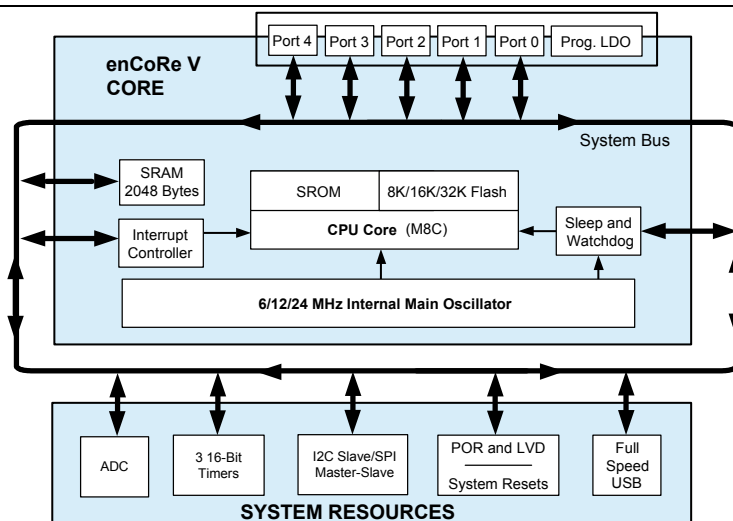 Port 4
Port 3
Port 2
Port 1
Port 0
Prog. LDO
enCoRe V
CORE
System Bus
SRAM
2048 Bytes
SROM
8K/16K/32K Flash
CPU Core (M8C)
Interrupt
Controller
Sleep and
Watchdog
6/12/24 MHz Internal Main Oscillator
ADC
3 16-Bit
Timers
I2C Slave/SPI
Master-Slave
POR and LVD
System Resets
Full
Speed
USB
SYSTEM RESOURCES